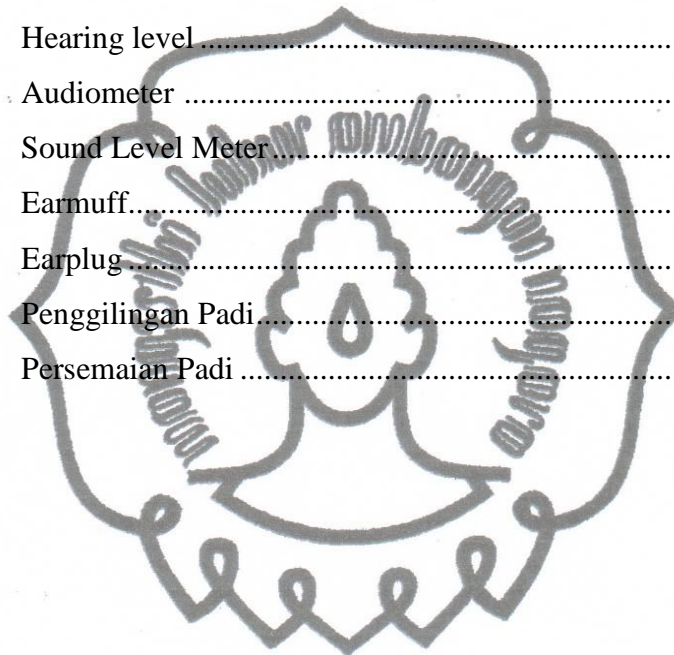 Hearing level ............................................................
Audiometer ..............................................................
Sound Level Meter...................................................
Earmuff.....................................................................
Earplug .....................................................................
Penggilingan Padi....................................................
Persemaian Padi ......................................................